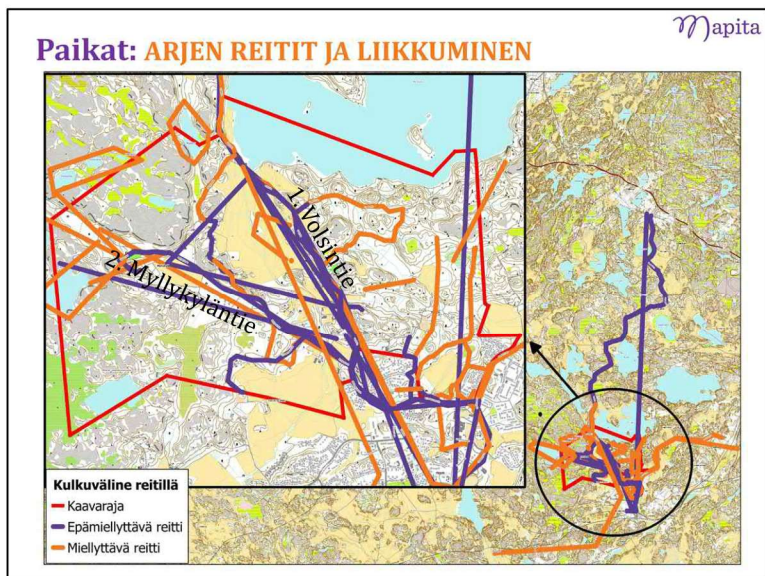 Mapita
Paikat: ARJEN REITIT JA LIIKKUMINEN
1. Volsintie
2. Myllykyläntie
Kulkuväline reitillä
Kaavaraja
Epämiellyttävä reitti
Miellyttävä reitti